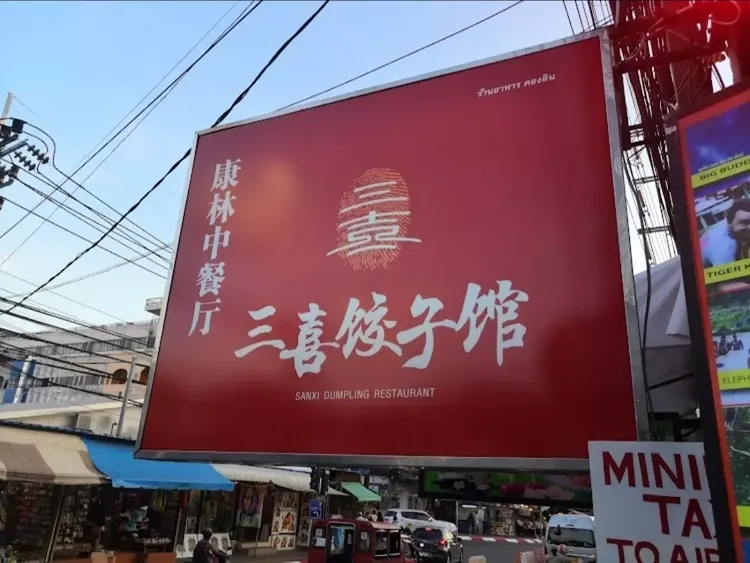 ร้านอาหาร คองลิน
康林中餐厅
三喜
三喜饺子馆
SANXI DUMPLING RESTAURANT
BIG BUDD
TIGER K
ELEPH
MINI
TA
TO AIR